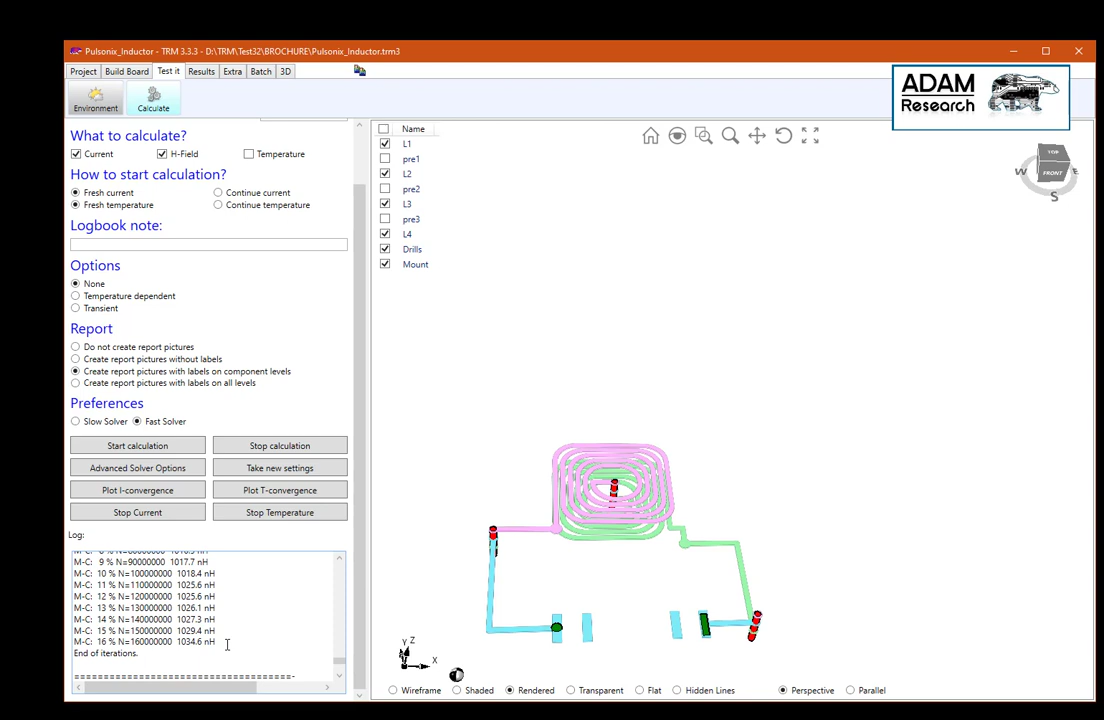 Pulsonix_Inductor - TRM 3.3.3 - D:\TRM\Test32\BROCHURE\Pulsonix_Inductor.trm3
Project Build Board Test it Results Extra Batch 3D
Environment Calculate
ADAM
Research
What to calculate?
Current H-Field Temperature
How to start calculation?
Fresh current Continue current
Fresh temperature Continue temperature
Logbook note:
Options
None
Temperature dependent
Transient
Report
Do not create report pictures
Create report pictures without labels
Create report pictures with labels on component levels
Create report pictures with labels on all levels
Preferences
Slow Solver Fast Solver
Start calculation Stop calculation
Advanced Solver Options Take new settings
Plot I-convergence Plot T-convergence
Stop Current Stop Temperature
Log:
M-C: 9 % N=90000000 1017.7 nH
M-C: 10 % N=100000000 1018.4 nH
M-C: 11 % N=110000000 1025.6 nH
M-C: 12 % N=120000000 1025.6 nH
M-C: 13 % N=130000000 1026.1 nH
M-C: 14 % N=140000000 1027.3 nH
M-C: 15 % N=150000000 1029.4 nH
M-C: 16 % N=160000000 1034.6 nH
End of iterations.
Name
L1
pre1
L2
pre2
L3
pre3
L4
Drills
Mount
TOP
W FRONT E
S
Y Z
X
Wireframe Shaded Rendered Transparent Flat Hidden Lines Perspective Parallel